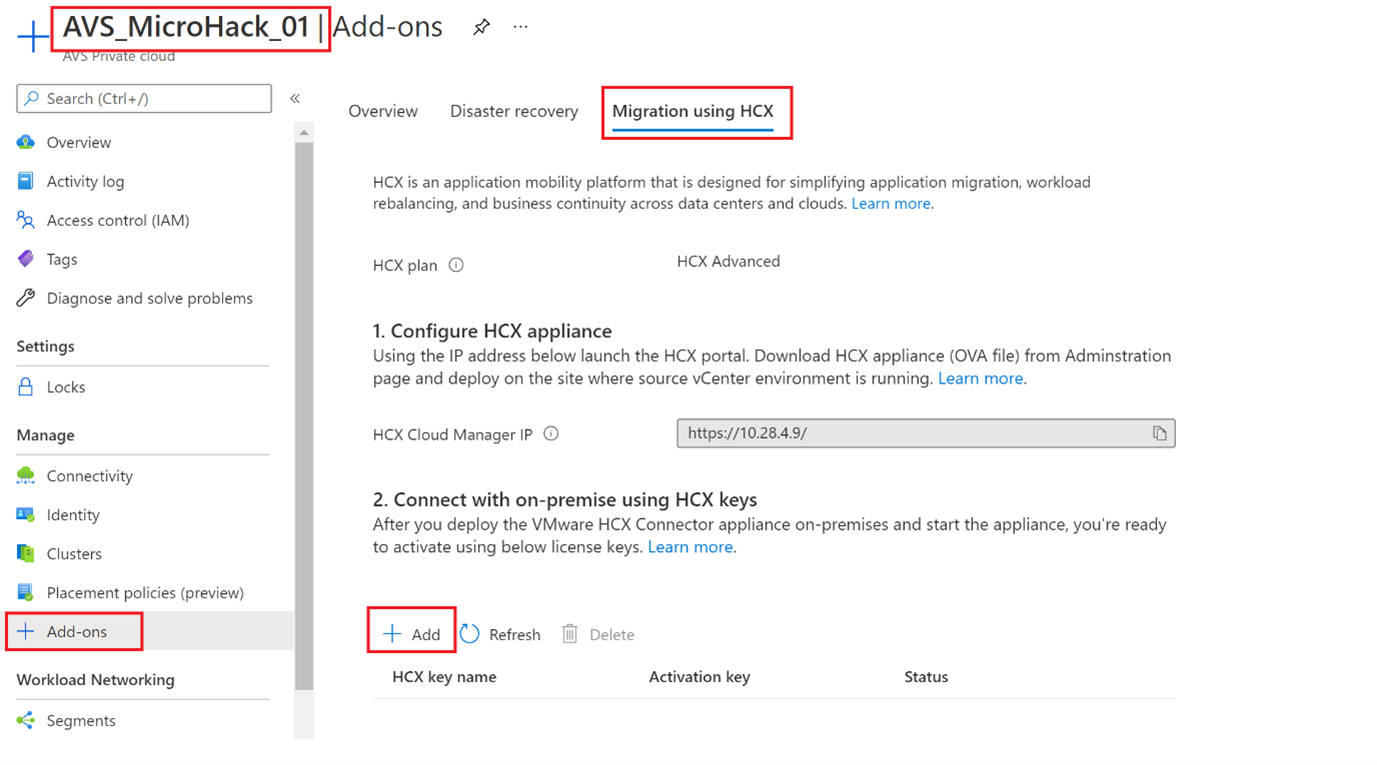 AVS_MicroHack_01 | Add-ons ...
AVS Private cloud
Search (Ctrl+/)
«
Overview
Activity log
Access control (IAM)
Tags
Diagnose and solve problems
Settings
Locks
Manage
Connectivity
Identity
Clusters
Placement policies (preview)
Add-ons
Workload Networking
Segments
Overview Disaster recovery Migration using HCX
HCX is an application mobility platform that is designed for simplifying application migration, workload
rebalancing, and business continuity across data centers and clouds. Learn more.
HCX plan HCX Advanced
1. Configure HCX appliance
Using the IP address below launch the HCX portal. Download HCX appliance (OVA file) from Adminstration
page and deploy on the site where source vCenter environment is running. Learn more.
HCX Cloud Manager IP https://10.28.4.9/
2. Connect with on-premise using HCX keys
After you deploy the VMware HCX Connector appliance on-premises and start the appliance, you're ready
to activate using below license keys. Learn more.
Add Refresh Delete
HCX key name Activation key Status